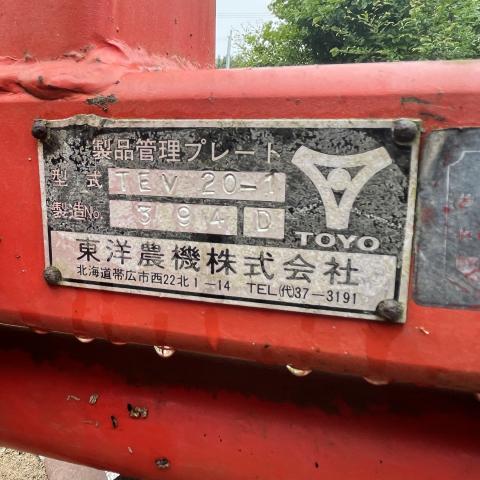 製品管理プレート
型式 TEV 20-1
製造No. 394 D
TOYO
東洋農機株式会社
北海道帯広市西22北1-14 TEL(代)37-3191